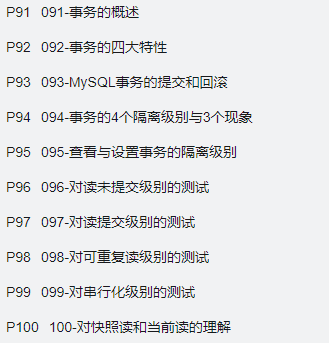 P91 091-事务的概述
P92 092-事务的四大特性
P93 093-MySQL事务的提交和回滚
P94 094-事务的4个隔离级别与3个现象
P95 095-查看与设置事务的隔离级别
P96 096-对读未提交级别的测试
P97 097-对读提交级别的测试
P98 098-对可重复读级别的测试
P99 099-对串行化级别的测试
P100 100-对快照读和当前读的理解